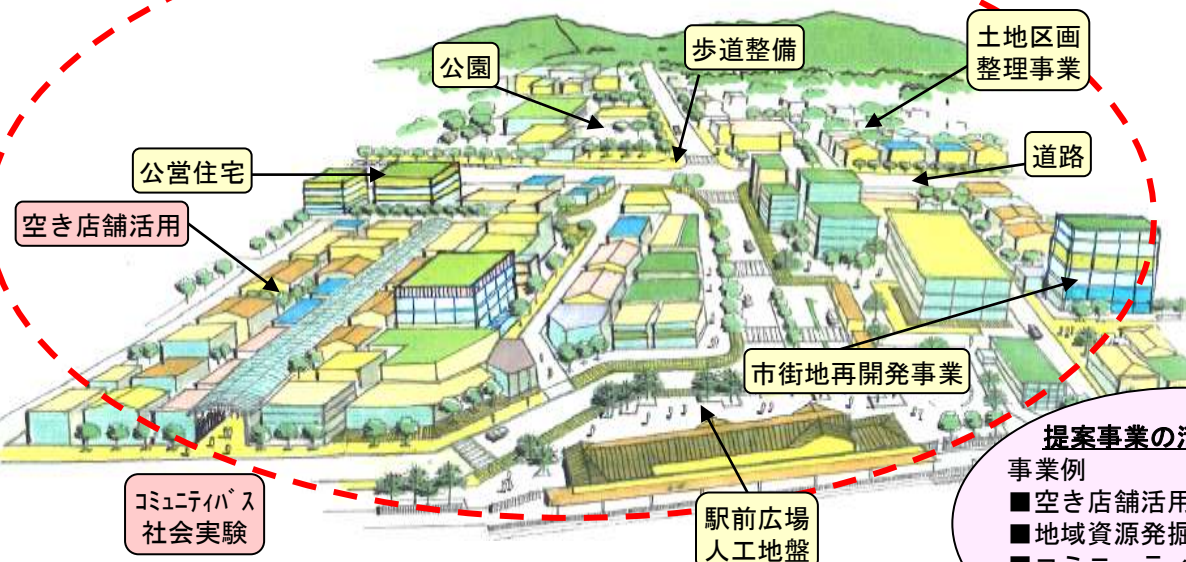 土地区画
整理事業
歩道整備
公園
道路
公営住宅
空き店舗活用
市街地再開発事業
提案事業の
事業例
■空き店舗活用
■地域資源発掘
ｺﾐｭﾆﾃｨﾊﾞｽ
社会実験
駅前広場
人工地盤